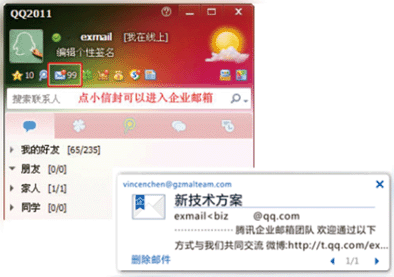 QQ2011
exmail [我在线上]
编辑个性签名
10 99
搜索联系人 点小信封可以进入企业邮箱
我的好友 [65/235]
朋友 [0/0]
家人 [1/1]
同学 [0/0]
vincenchen@gzmailteam.com
新技术方案
exmail<biz @qq.com
腾讯企业邮箱团队 欢迎通过以下
方式与我们共同交流 微博:http://t.qq.com/ex...
删除邮件 1/1